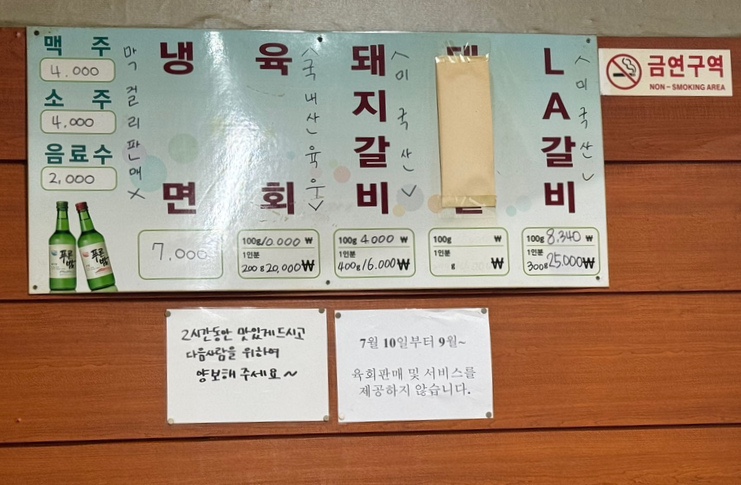 맥주
4.000
소주
4.000
음료수
2,000
막걸리판매X
냉면
7,000
육회
(국내산육우)
100g 10.000 ₩
1인분
200g 20,000 ₩
돼지갈비
(미국산)
100g 4000 ₩
1인분
400g 16.000 ₩
100g ₩
1인분
g ₩
LA갈비
(미국산)
100g 8.340 ₩
1인분
300g 25.000 ₩
금연구역
NON-SMOKING AREA
2시간동안 맛있게드시고
다음사람을 위하여
양보해 주세요~
7월 10일부터 9월~
육회판매 및 서비스를
제공하지 않습니다.